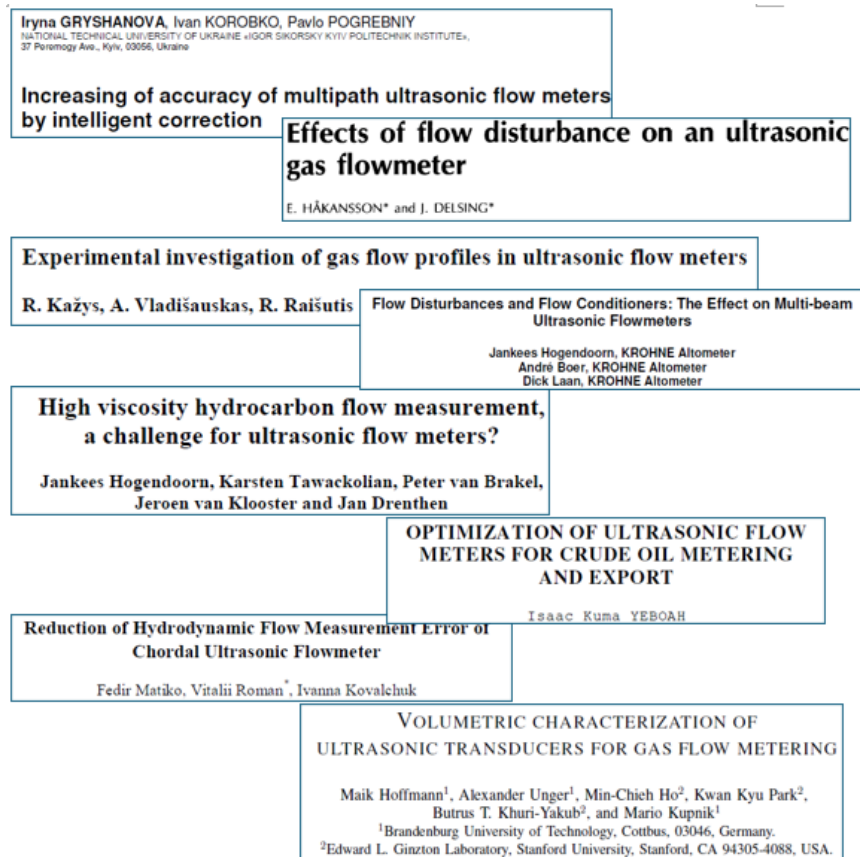 Iryna GRYSHANOVA, Ivan KOROBKO, Pavlo POGREBNIY
NATIONAL TECHNICAL UNIVERSITY OF UKRAINE «IGOR SIKORSKY KYIV POLITECHNIK INSTITUTE»,
37 Peremogy Ave., Kyiv, 03056, Ukraine
Increasing of accuracy of multipath ultrasonic flow meters
by intelligent correction
Effects of flow disturbance on an ultrasonic
gas flowmeter
E. HÅKANSSON* and J. DELSING*
Experimental investigation of gas flow profiles in ultrasonic flow meters
R. Kažys, A. Vladišauskas, R. Raišutis
Flow Disturbances and Flow Conditioners: The Effect on Multi-beam
Ultrasonic Flowmeters
Jankees Hogendoorn, KROHNE Altometer
André Boer, KROHNE Altometer
Dick Laan, KROHNE Altometer
High viscosity hydrocarbon flow measurement,
a challenge for ultrasonic flow meters?
Jankees Hogendoorn, Karsten Tawackolian, Peter van Brakel,
Jeroen van Klooster and Jan Drenthen
OPTIMIZATION OF ULTRASONIC FLOW
METERS FOR CRUDE OIL METERING
AND EXPORT
Isaac Kuma YEBOAH
Reduction of Hydrodynamic Flow Measurement Error of
Chordal Ultrasonic Flowmeter
Fedir Matiko, Vitalii Roman*, Ivanna Kovalchuk
VOLUMETRIC CHARACTERIZATION OF
ULTRASONIC TRANSDUCERS FOR GAS FLOW METERING
Maik Hoffmann¹, Alexander Unger¹, Min-Chieh Ho², Kwan Kyu Park²,
Butrus T. Khuri-Yakub², and Mario Kupnik¹
¹Brandenburg University of Technology, Cottbus, 03046, Germany.
²Edward L. Ginzton Laboratory, Stanford University, Stanford, CA 94305-4088, USA.